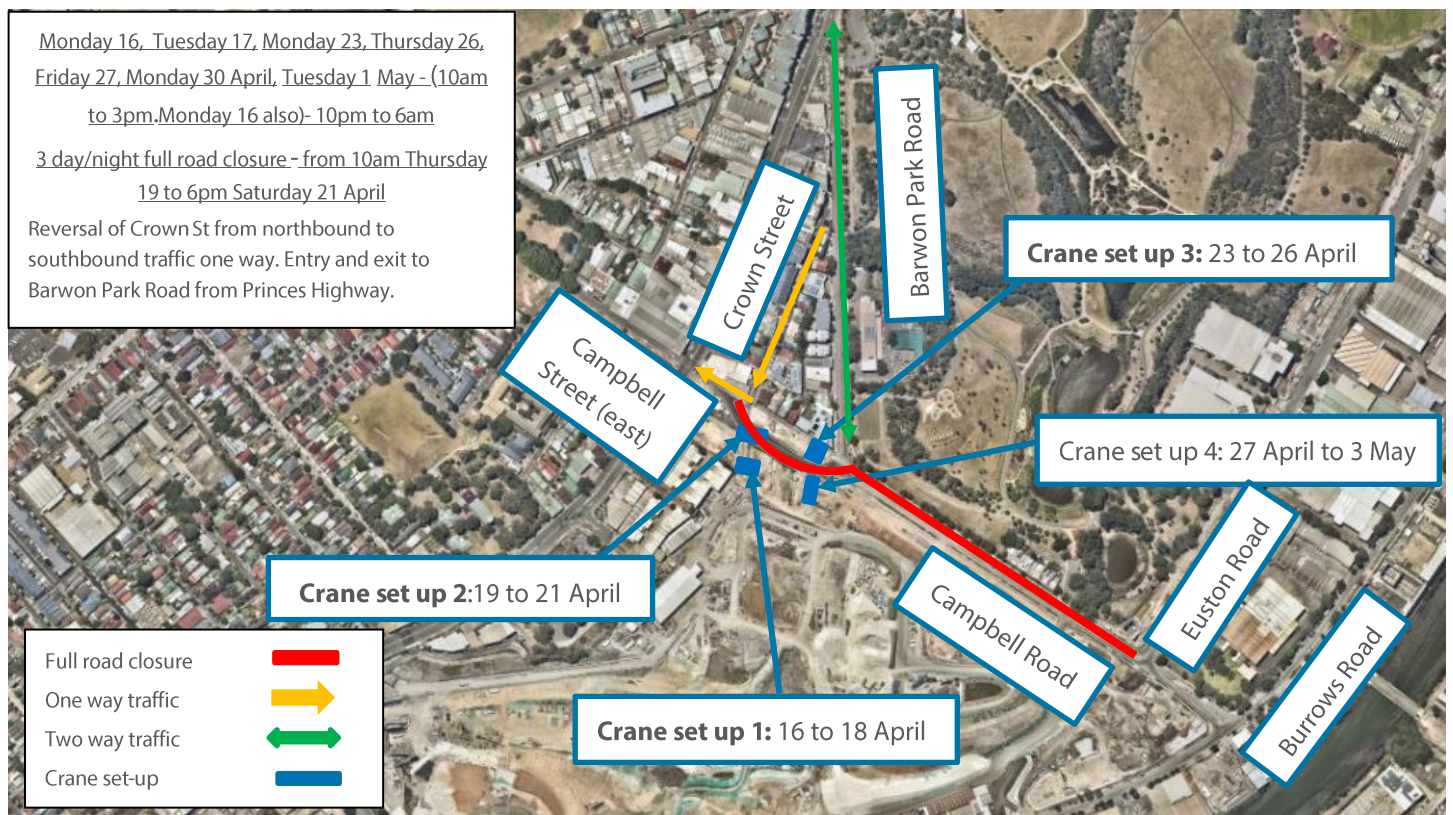 Monday 16, Tuesday 17, Monday 23, Thursday 26,
Friday 27, Monday 30 April, Tuesday 1 May - (10am
to 3pm.Monday 16 also)- 10pm to 6am
3 day/night full road closure - from 10am Thursday
19 to 6pm Saturday 21 April
Reversal of Crown St from northbound to
southbound traffic one way. Entry and exit to
Barwon Park Road from Princes Highway.
Barwon Park Road
Crown Street
Crane set up 3: 23 to 26 April
Campbell
Street (east)
Crane set up 4: 27 April to 3 May
Euston Road
Crane set up 2:19 to 21 April
Campbell Road
Burrows Road
Crane set up 1: 16 to 18 April
Full road closure
One way traffic
Two way traffic
Crane set-up